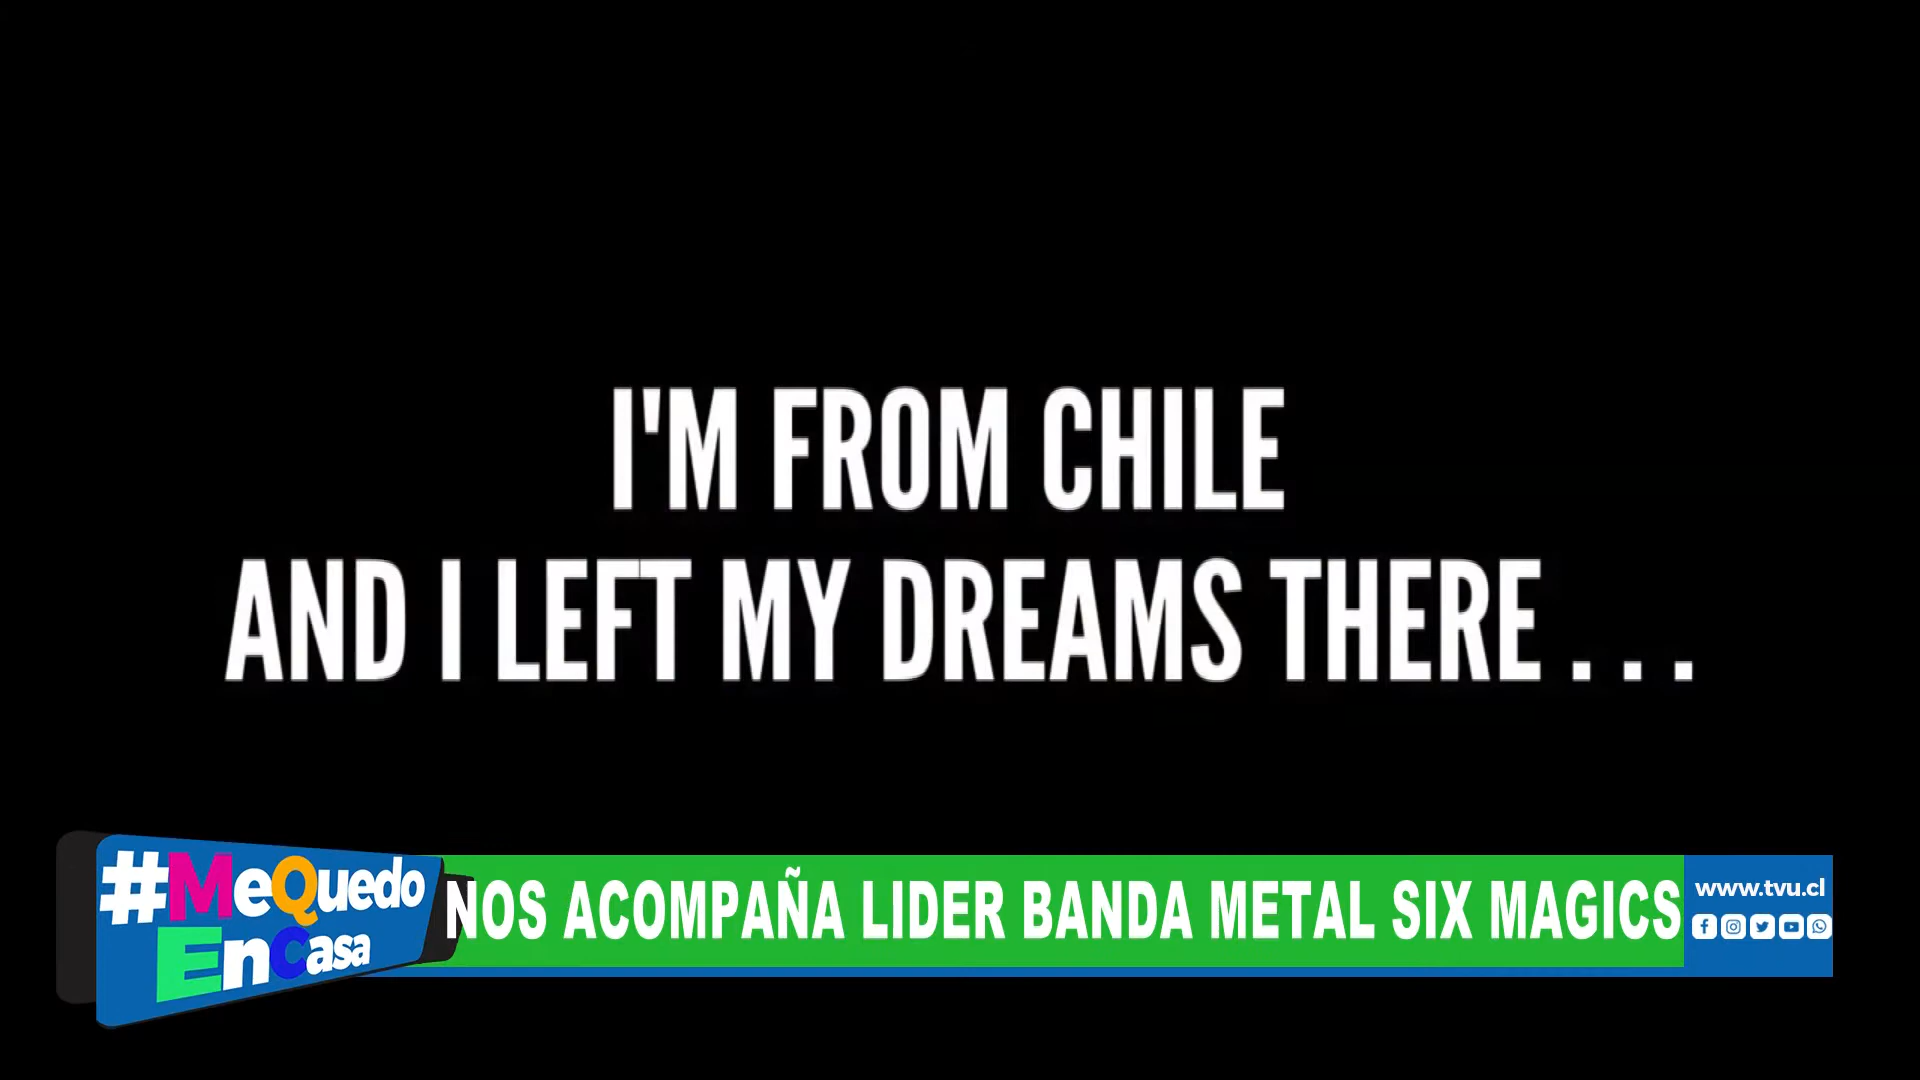 I'M FROM CHILE
AND I LEFT MY DREAMS THERE . . .
#MeQuedo
EnCasa
NOS ACOMPAÑA LIDER BANDA METAL SIX MAGICS
www.tvu.cl